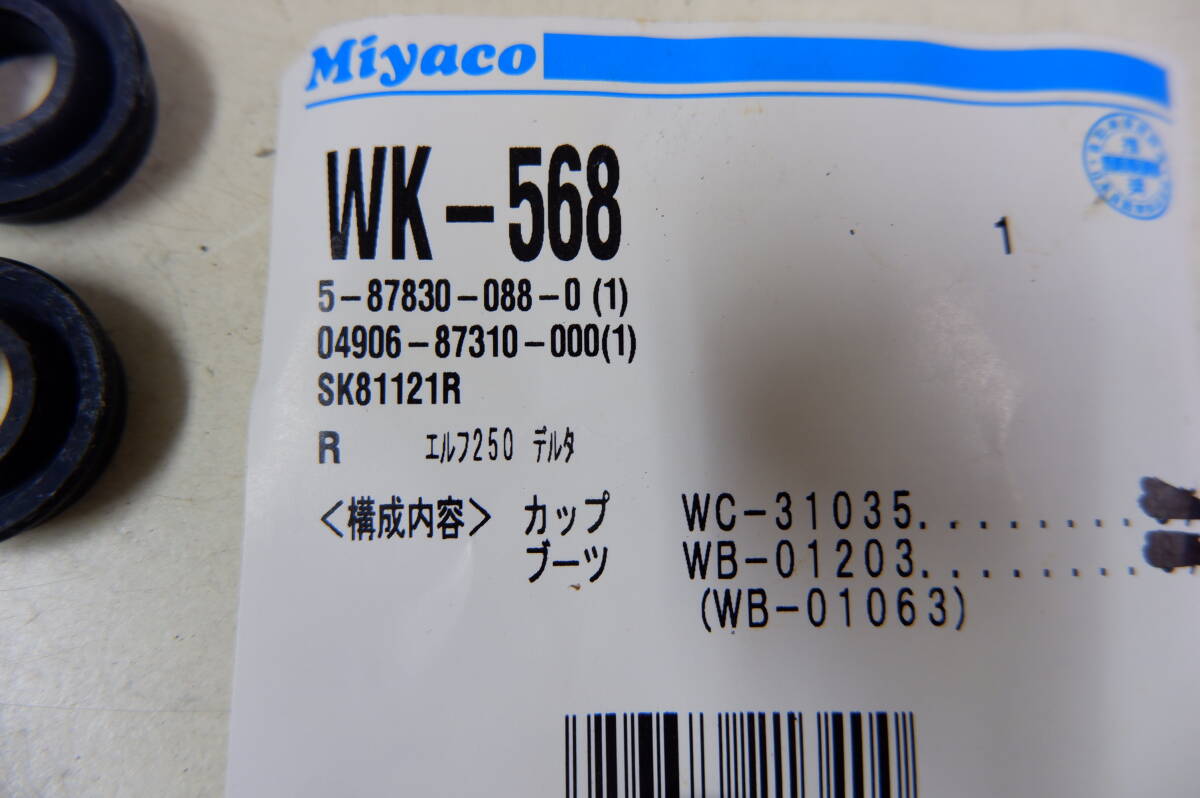 Miyaco
WK-568
1
5-87830-088-0 (1)
04906-87310-000(1)
SK81121R
R ｴﾙﾌ250 ﾃﾞﾙﾀ
<構成内容> カップ WC-31035........
ブーツ WB-01203........
(WB-01063)